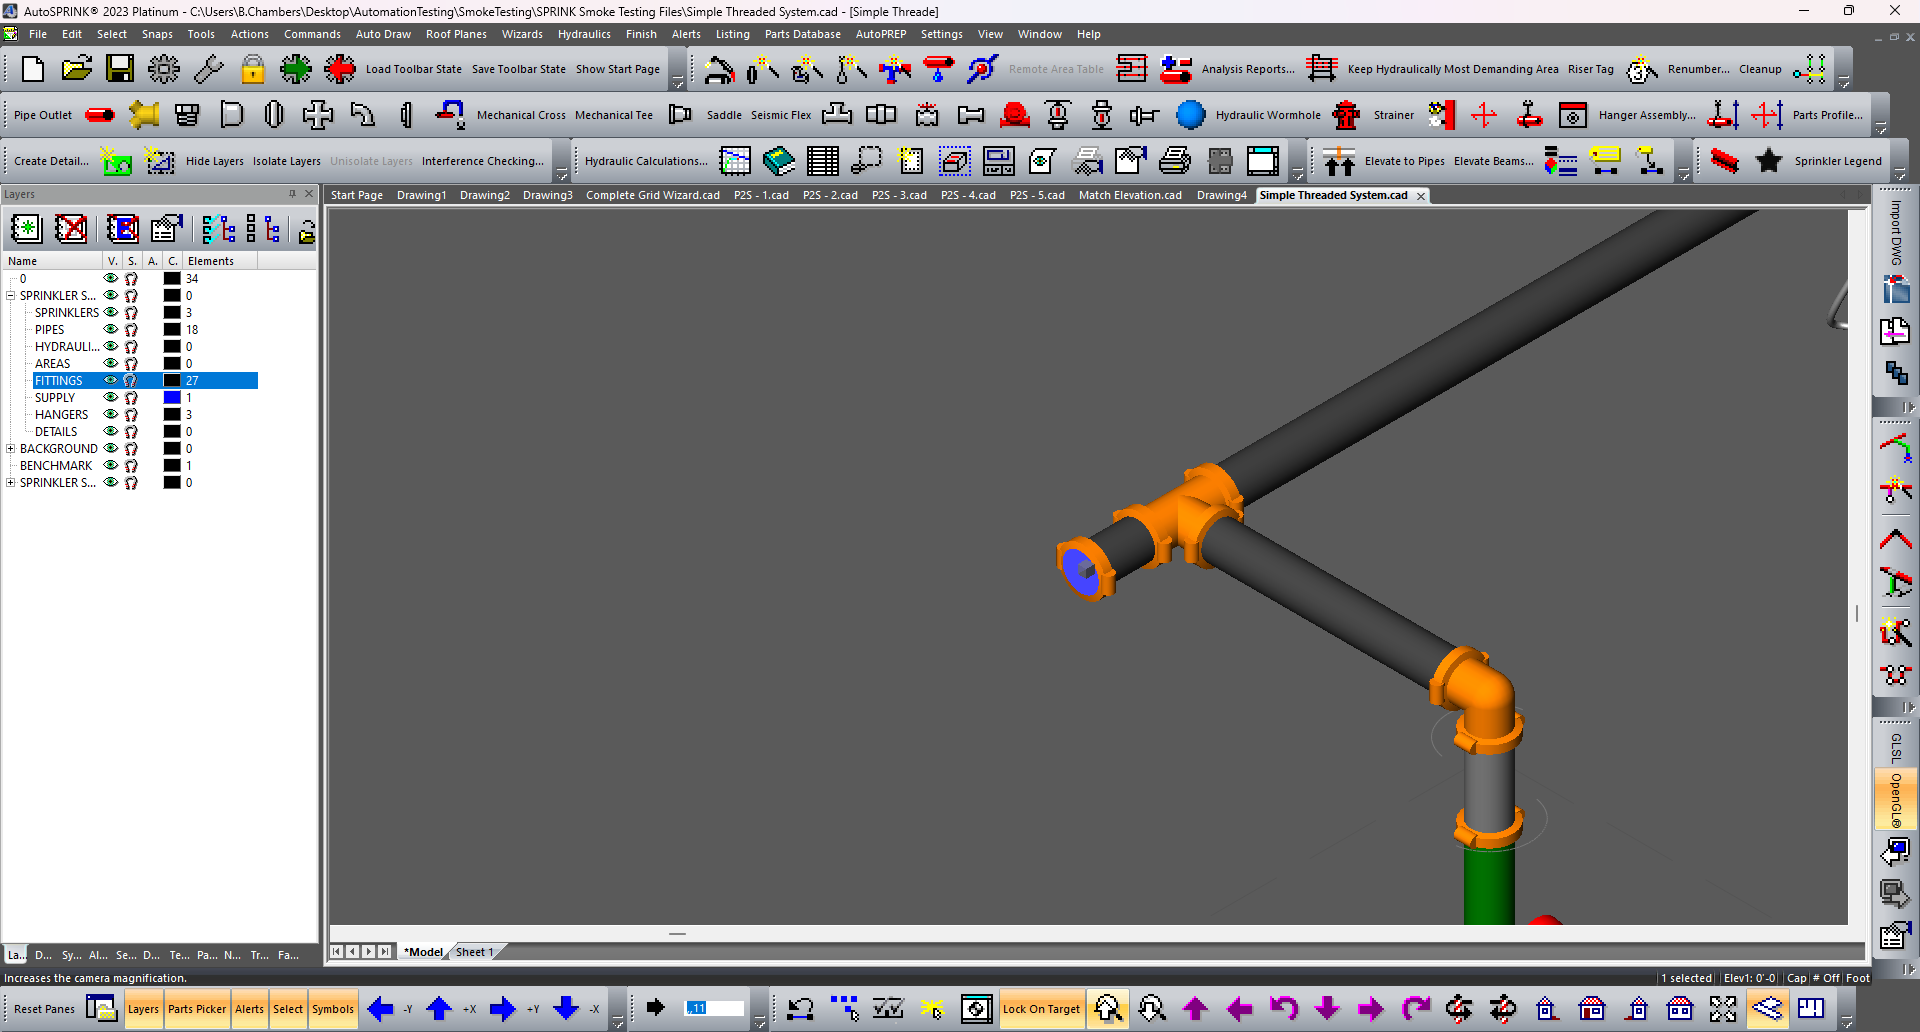 AutoSPRINK® 2023 Platinum - C:\Users\B.Chambers\Desktop\AutomationTesting\SmokeTesting\SPRINK Smoke Testing Files\Simple Threaded System.cad - [Simple Threade]
File Edit Select Snaps Tools Actions Commands Auto Draw Roof Planes Wizards Hydraulics Finish Alerts Listing Parts Database AutoPREP Settings View Window Help
Load Toolbar State Save Toolbar State Show Start Page Remote Area Table Analysis Reports... Keep Hydraulically Most Demanding Area Riser Tag Renumber... Cleanup
Pipe Outlet Mechanical Cross Mechanical Tee Saddle Seismic Flex Hydraulic Wormhole Strainer Hanger Assembly... Parts Profile...
Create Detail... Hide Layers Isolate Layers Unisolate Layers Interference Checking... Hydraulic Calculations... Elevate to Pipes Elevate Beams... Sprinkler Legend
Layers
Start Page Drawing1 Drawing2 Drawing3 Complete Grid Wizard.cad P2S - 1.cad P2S - 2.cad P2S - 3.cad P2S - 4.cad P2S - 5.cad Match Elevation.cad Drawing4 Simple Threaded System.cad
Name V. S. A. C. Elements
0 34
SPRINKLER S... 0
SPRINKLERS 3
PIPES 18
HYDRAULI... 0
AREAS 0
FITTINGS 27
SUPPLY 1
HANGERS 3
DETAILS 0
BACKGROUND 0
BENCHMARK 1
SPRINKLER S... 0
Import DWG
GLSL
OpenGL®
La... D... Sy... Al... Se... D... Te... Pa... N... Tr... Fa...
*Model Sheet 1
Increases the camera magnification.
1 selected Elev1: 0'-0 Cap # Off Foot
Reset Panes Layers Parts Picker Alerts Select Symbols -Y +X +Y -X ,,11 Lock On Target